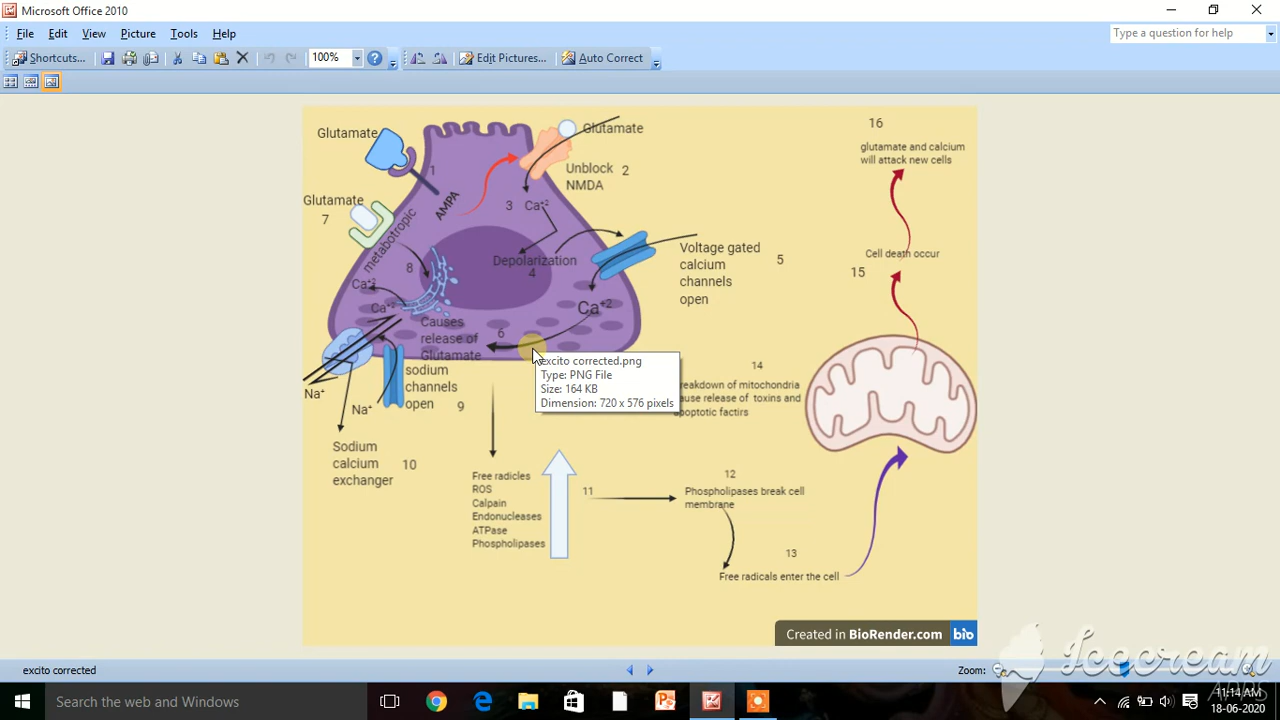 Microsoft Office 2010
File Edit View Picture Tools Help
Type a question for help
Shortcuts... 100% Edit Pictures... Auto Correct
Glutamate
1
AMPA
Glutamate
Unblock 2
NMDA
Glutamate
7
metabotropic
3 Ca+2
Depolarization
4
Voltage gated
calcium
channels
open
5
8
Ca+2
Ca+2
Ca+2
6
Causes
release of
Glutamate
sodium
channels
open 9
Na+
Na+
Sodium
calcium
exchanger
10
excito corrected.png
Type: PNG File
Size: 164 KB
Dimension: 720 x 576 pixels
Free radicles
ROS
Calpain
Endonucleases
ATPase
Phospholipases
11
12
Phospholipases break cell
membrane
13
Free radicals enter the cell
14
reakdown of mitochondria
ause release of toxins and
apoptotic factirs
15
Cell death occur
16
glutamate and calcium
will attack new cells
Created in BioRender.com bio
excito corrected
Zoom:
Icecream
Search the web and Windows
11:14 AM
18-06-2020